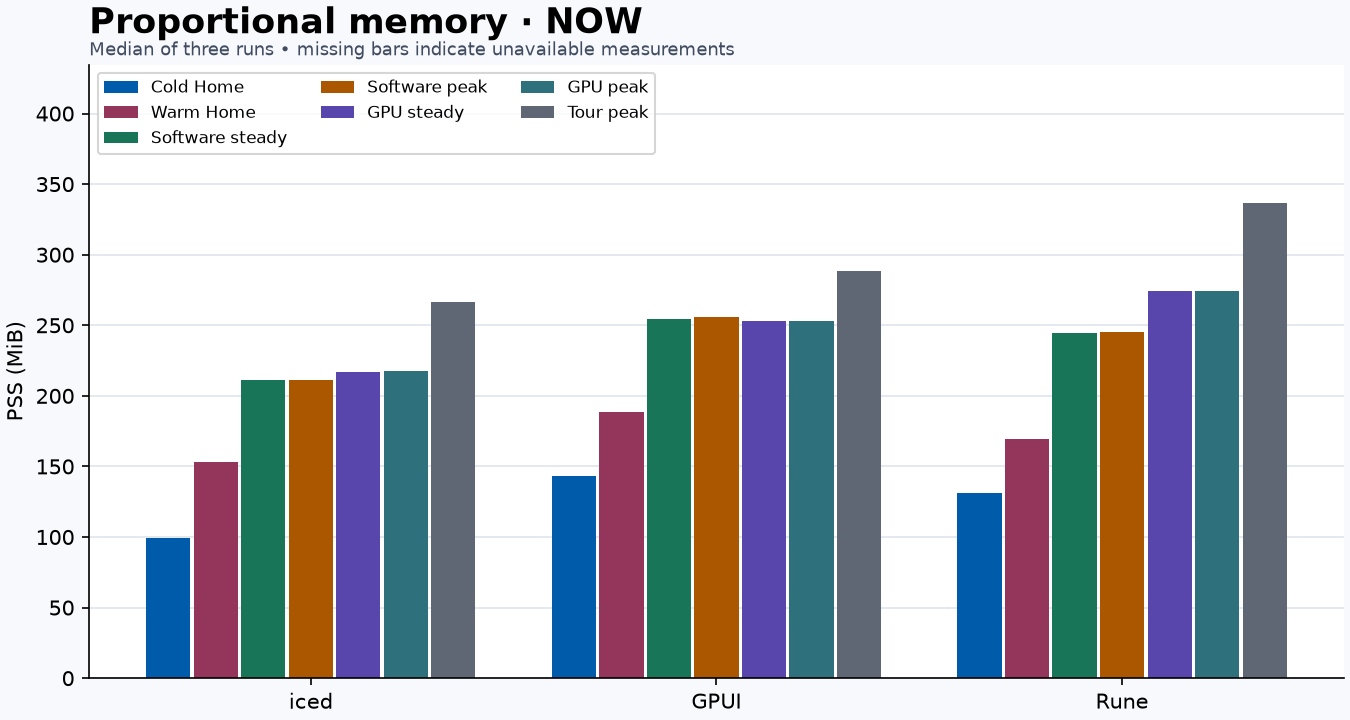 Proportional memory · NOW
Median of three runs • missing bars indicate unavailable measurements
Cold Home
Warm Home
Software steady
Software peak
GPU steady
GPU peak
Tour peak
PSS (MiB)
400
350
300
250
200
150
100
50
0
iced
GPUI
Rune